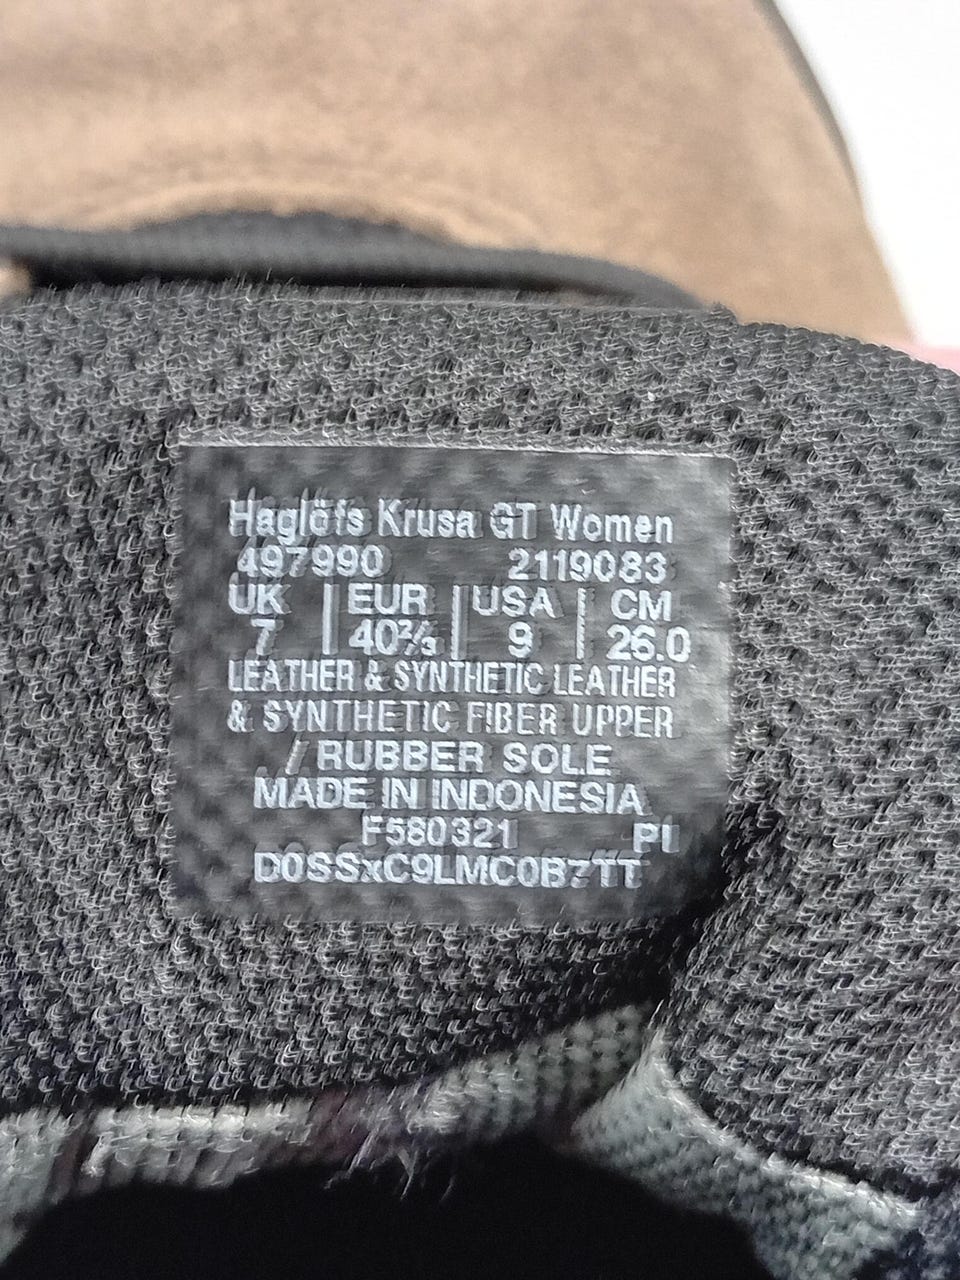 Haglöfs Krusa GT Women
497990 2119083
UK | EUR | USA | CM
7 | 40⅔ | 9 | 26.0
LEATHER & SYNTHETIC LEATHER
& SYNTHETIC FIBER UPPER
/ RUBBER SOLE
MADE IN INDONESIA
F580321 PI
D0SSxC9LMC0B7TT